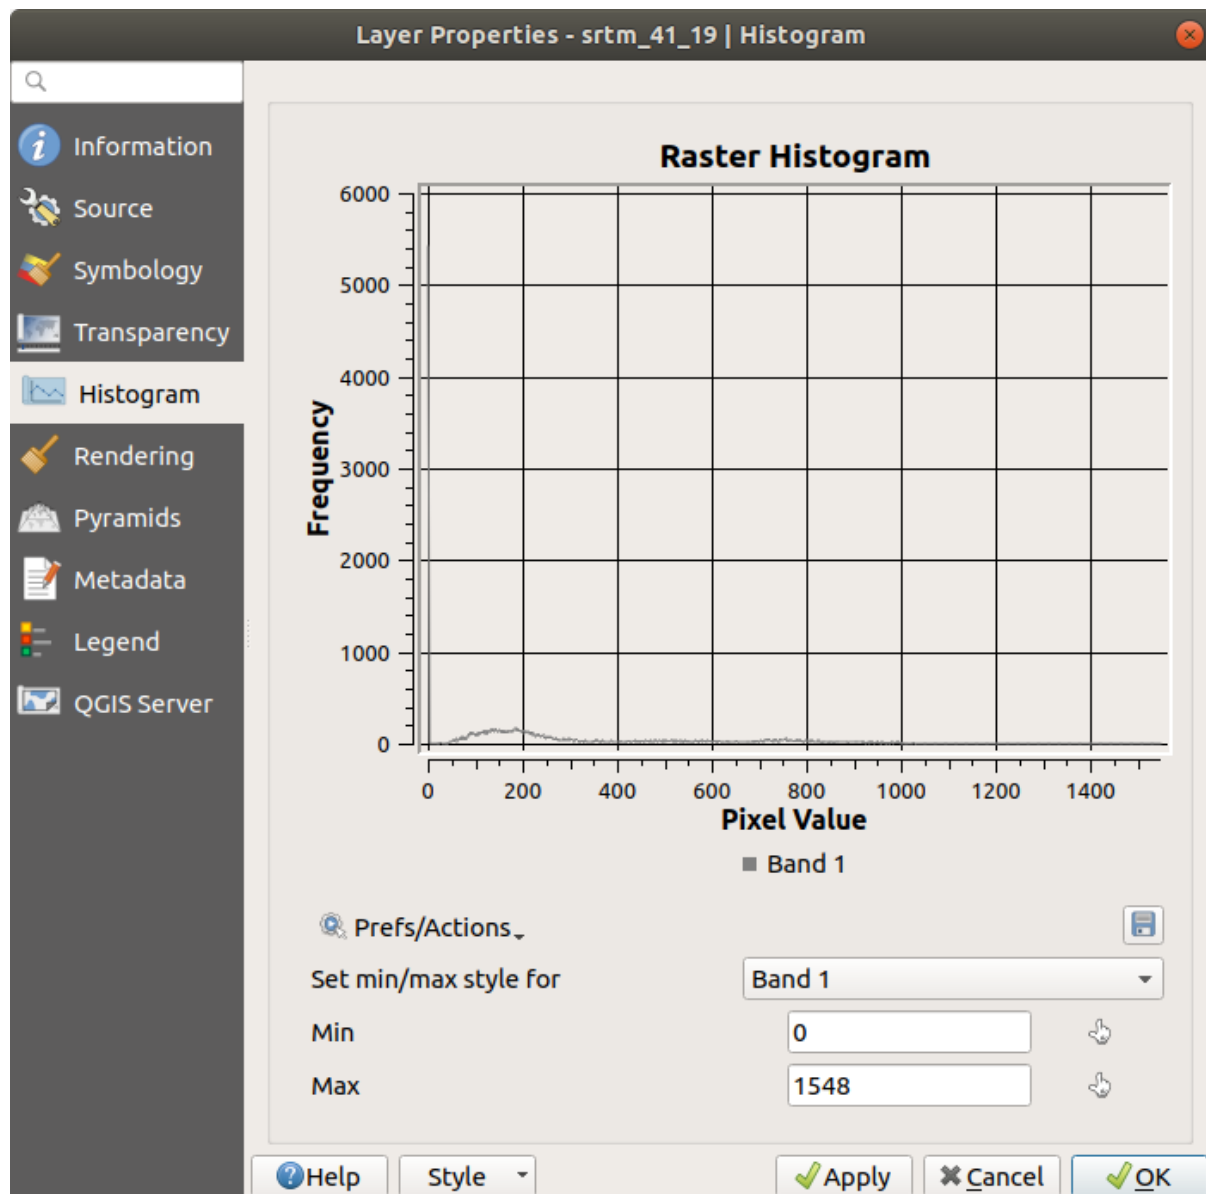 Layer Properties - srtm_41_19 | Histogram
Information
Source
Symbology
Transparency
Histogram
Rendering
Pyramids
Metadata
Legend
QGIS Server
Raster Histogram
6000
5000
4000
3000
2000
1000
0
Frequency
0 200 400 600 800 1000 1200 1400
Pixel Value
Band 1
Prefs/Actions
Set min/max style for Band 1
Min 0
Max 1548
Help Style Apply Cancel OK